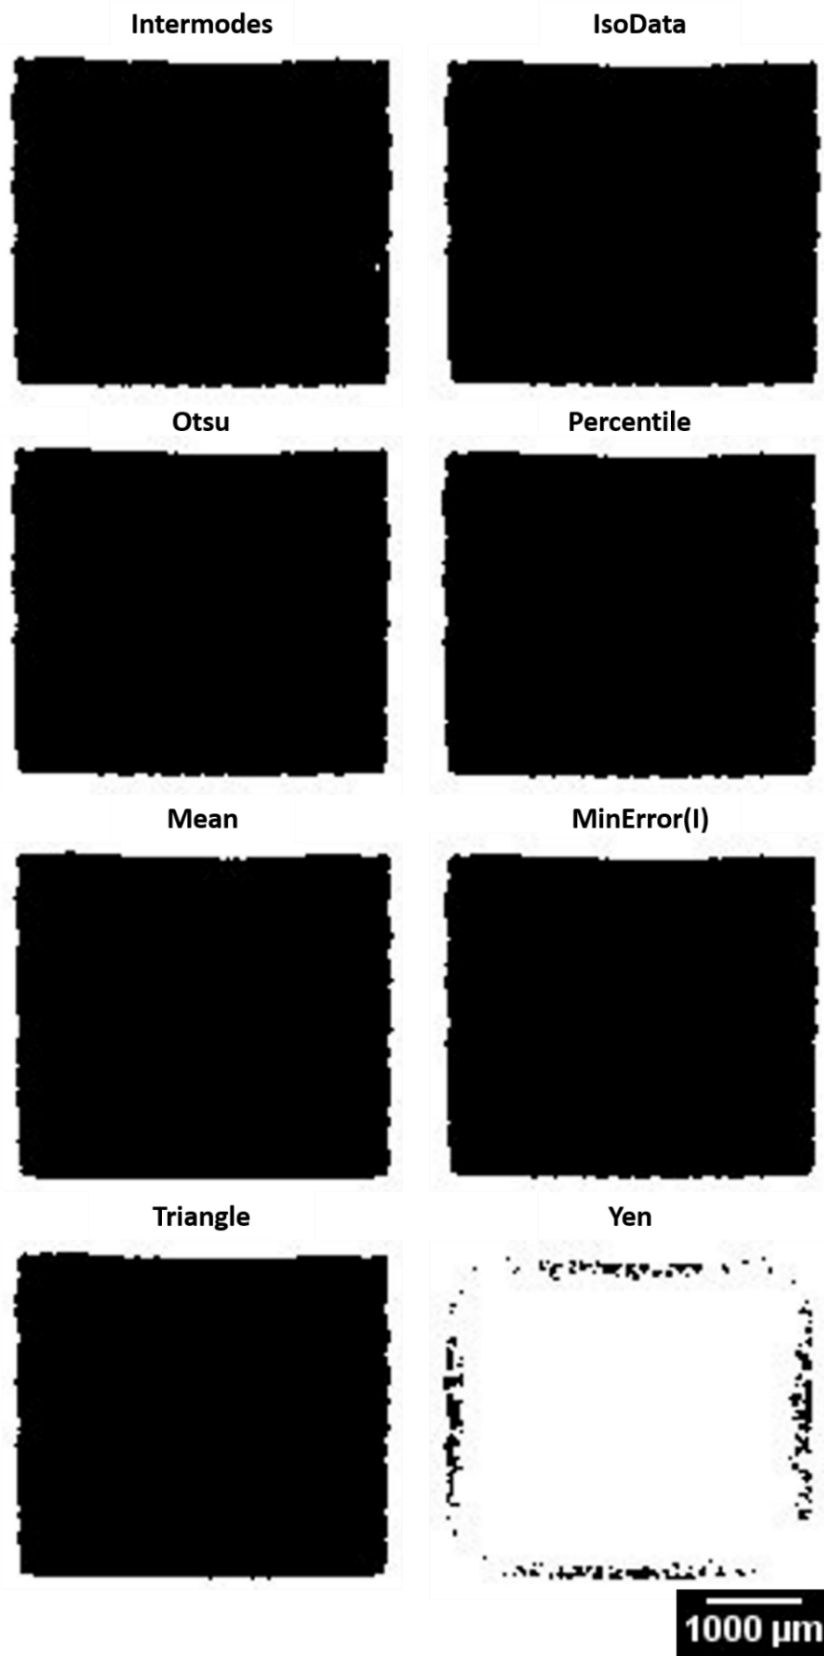 Intermodes
IsoData
Otsu
Percentile
Mean
MinError(I)
Triangle
Yen
1000 µm